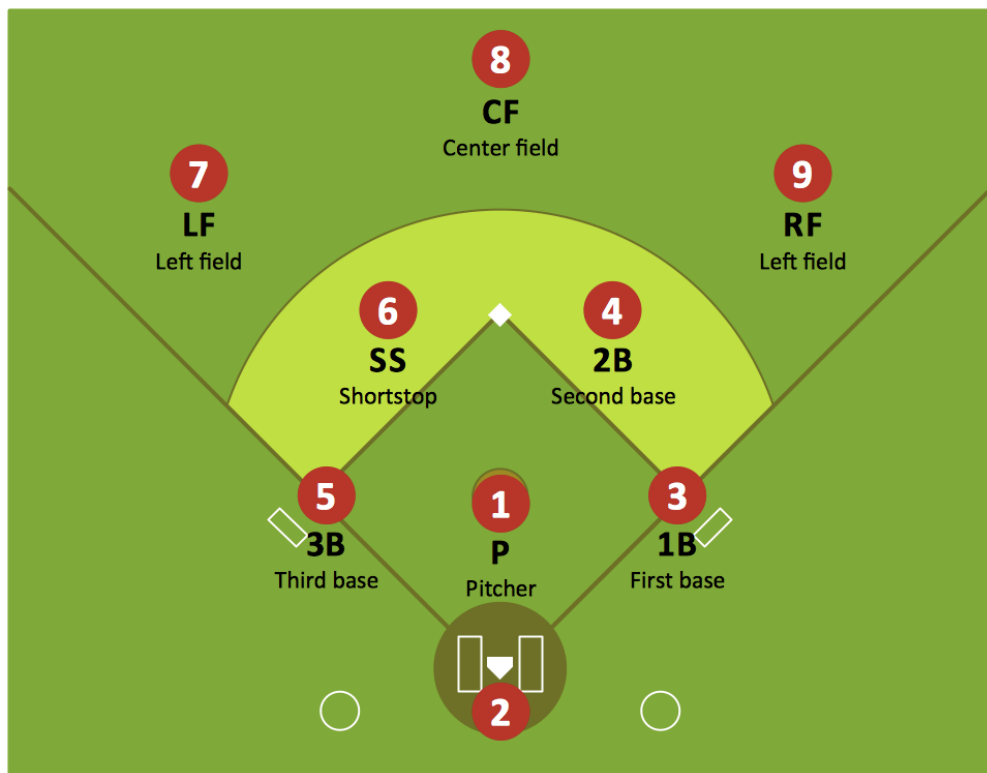 8
CF
Center field
7
LF
Left field
9
RF
Left field
6
SS
Shortstop
4
2B
Second base
5
3B
Third base
1
P
Pitcher
3
1B
First base
2